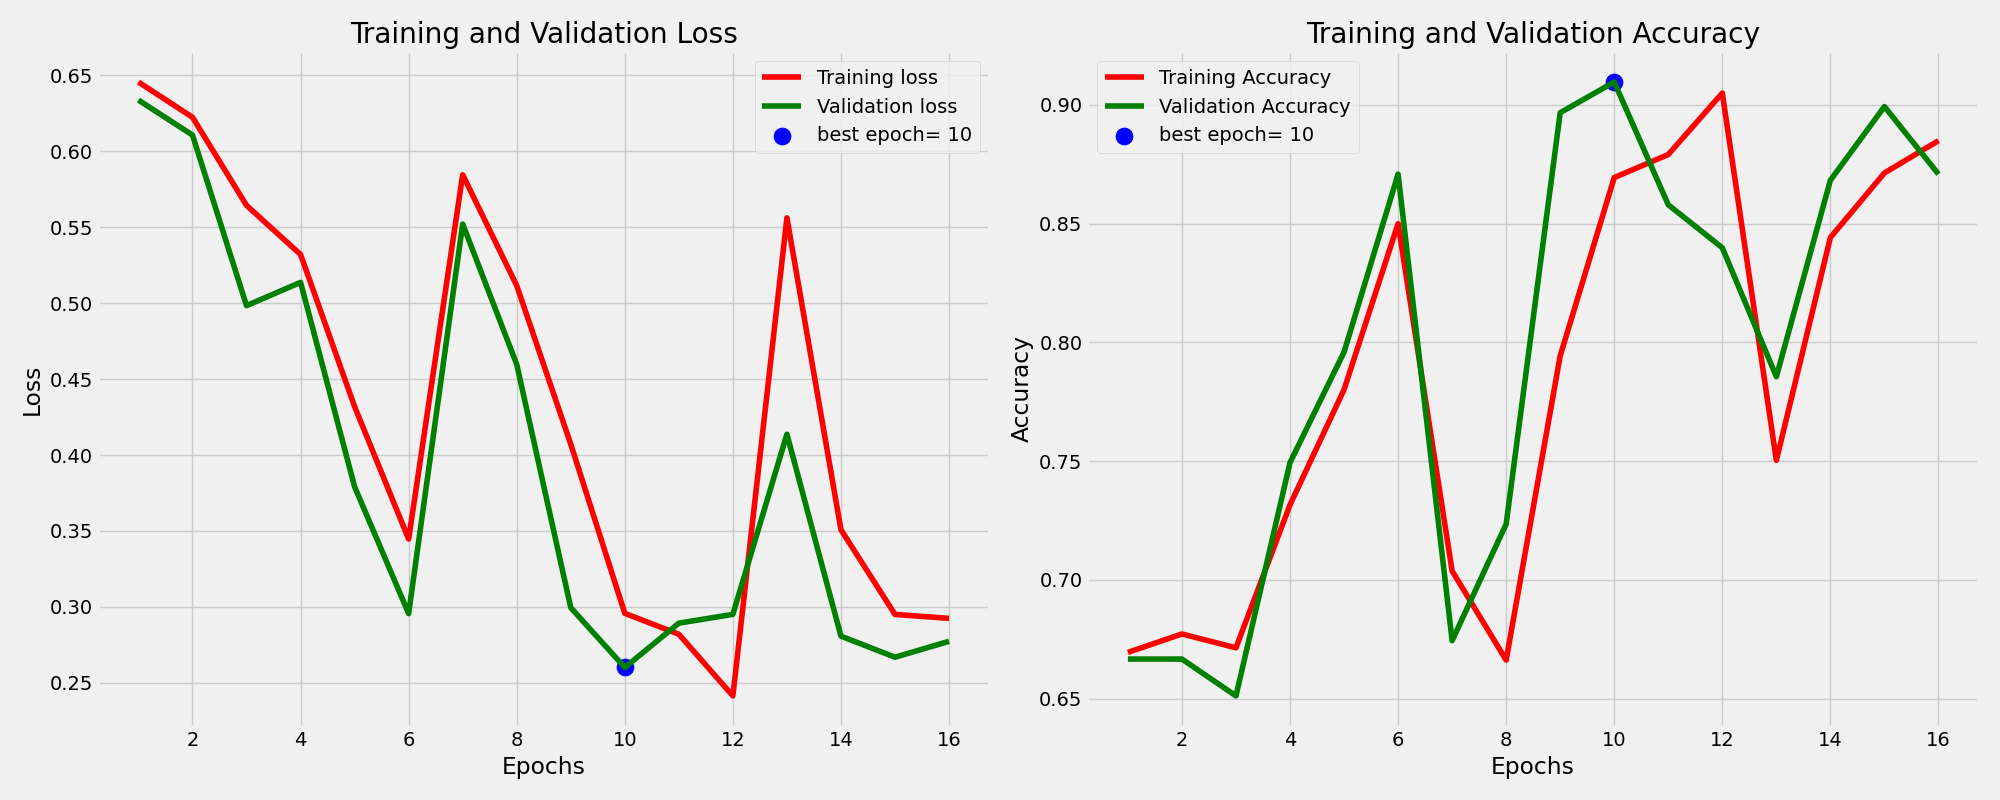 Training and Validation Loss
Training loss
Validation loss
best epoch= 10
0.65
0.60
0.55
0.50
0.45
0.40
0.35
0.30
0.25
Loss
2 4 6 8 10 12 14 16
Epochs
Training and Validation Accuracy
Training Accuracy
Validation Accuracy
best epoch= 10
0.90
0.85
0.80
0.75
0.70
0.65
Accuracy
2 4 6 8 10 12 14 16
Epochs